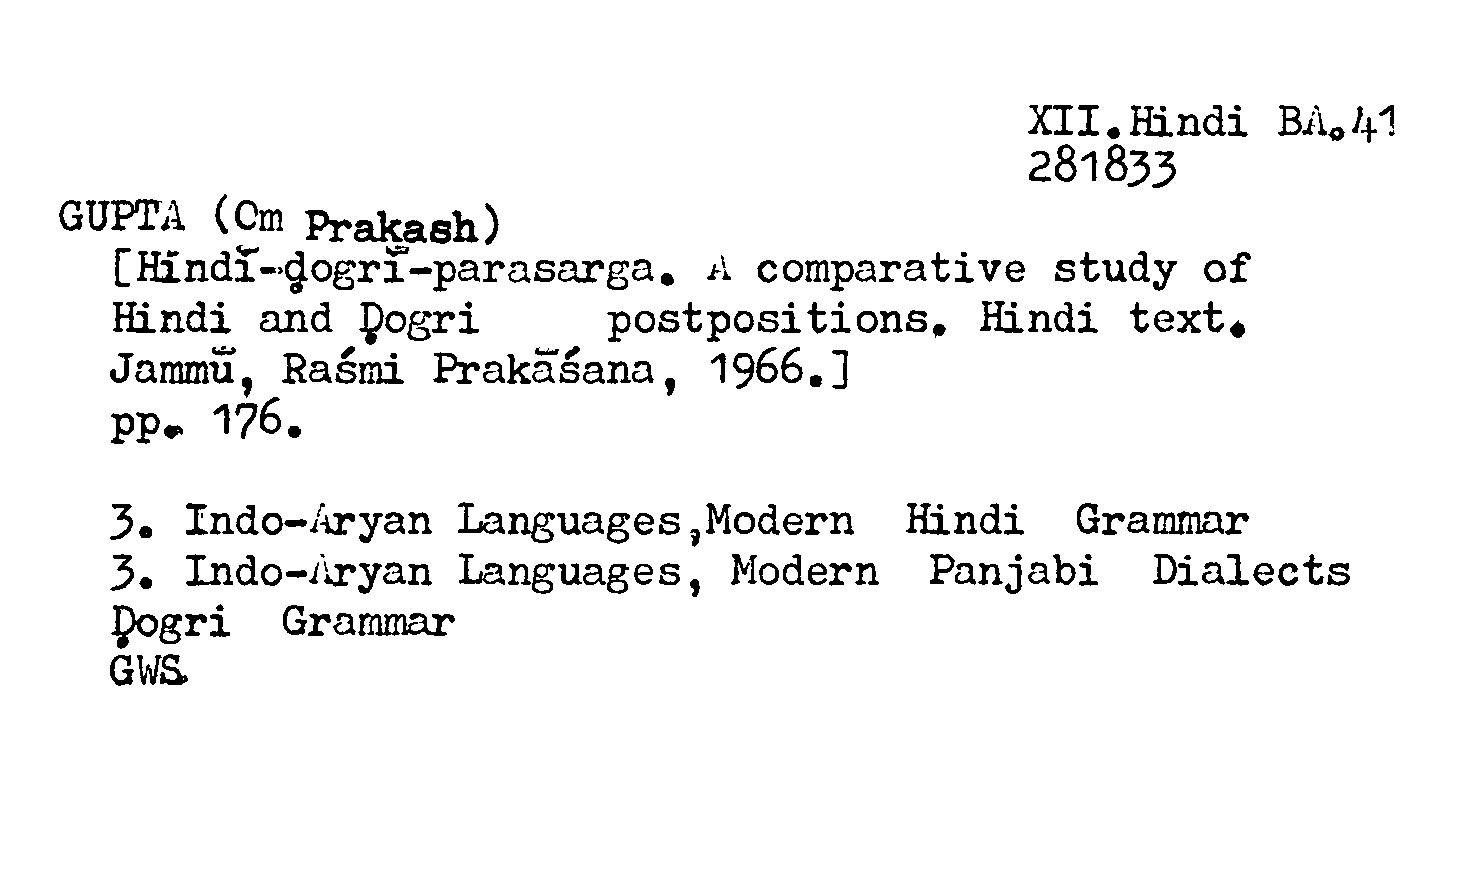 XII.Hindi BA.41
281833
GUPTA (Om Prakash)
[Hindī-ḍogrī-parasarga. A comparative study of
Hindi and Ḍogri postpositions. Hindi text.
Jammū, Raśmi Prakāśana, 1966.]
pp. 176.
3. Indo-Aryan Languages,Modern Hindi Grammar
3. Indo-Aryan Languages, Modern Panjabi Dialects
Ḍogri Grammar
GWS